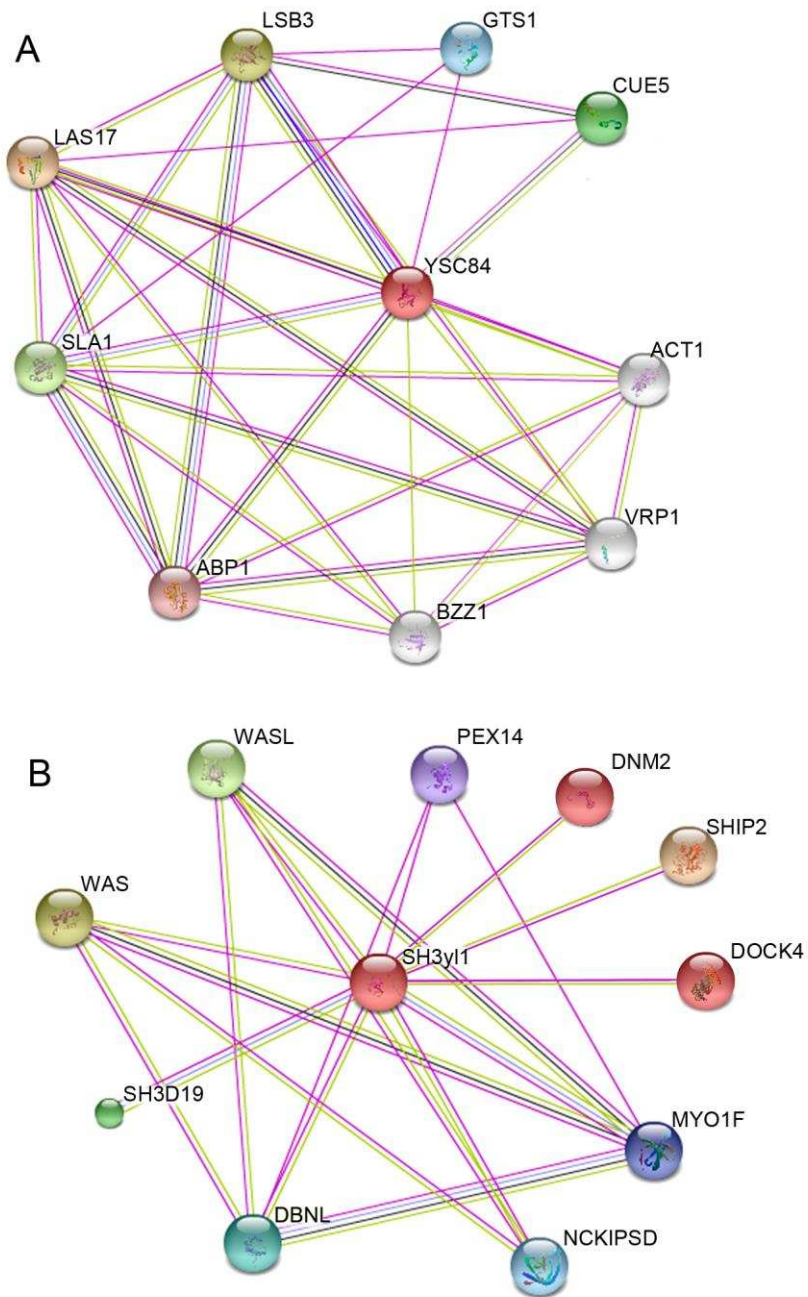 A
LSB3
GTS1
CUE5
LAS17
YSC84
SLA1
ACT1
VRP1
ABP1
BZZ1
B
WASL
PEX14
DNM2
SHIP2
WAS
SH3yl1
DOCK4
SH3D19
MYO1F
DBNL
NCKIPSD